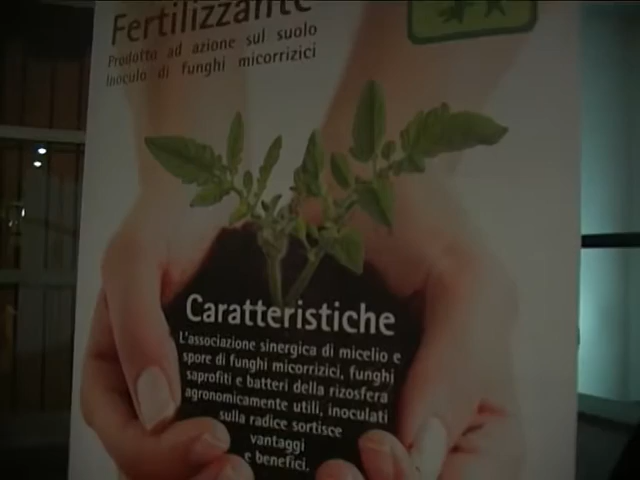 Fertilizzante
Prodotto ad azione sul suolo
Inoculo di funghi micorrizici
Caratteristiche
L'associazione sinergica di micelio e
spore di funghi micorrizici, funghi
saprofiti e batteri della rizosfera
agronomicamente utili, inoculati
sulla radice sortisce
vantaggi
e benefici.